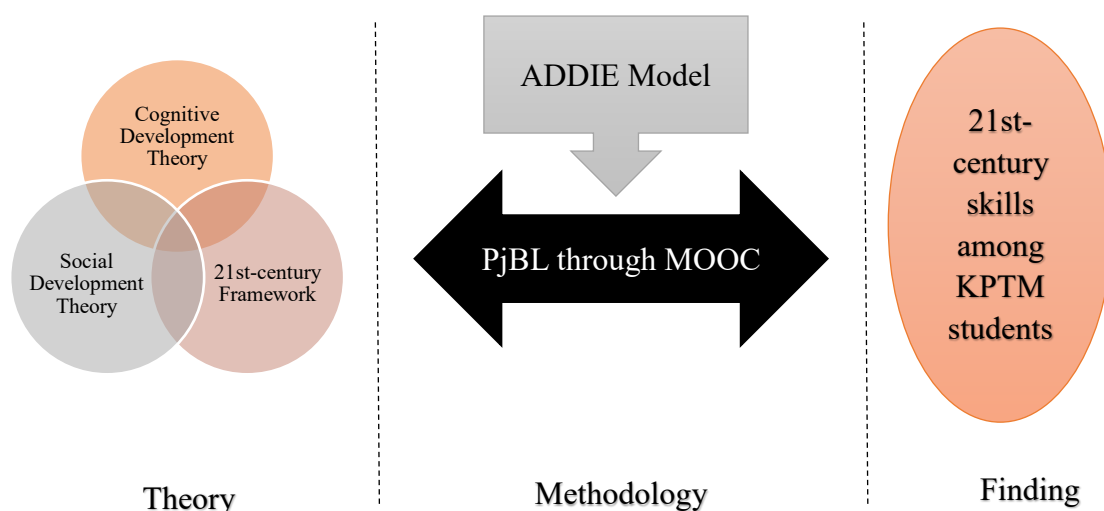 Cognitive
Development
Theory
Social
Development
Theory
21st-century
Framework
Theory
ADDIE Model
PjBL through MOOC
Methodology
21st-
century
skills
among
KPTM
students
Finding